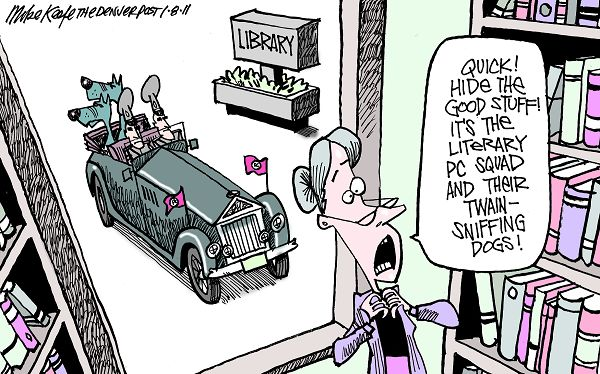 Mike Keefe THE DENVER POST 1-8-11
LIBRARY
QUICK!
HIDE THE
GOOD STUFF!
IT'S THE
LITERARY
PC SQUAD
AND THEIR
TWAIN-
SNIFFING
DOGS!